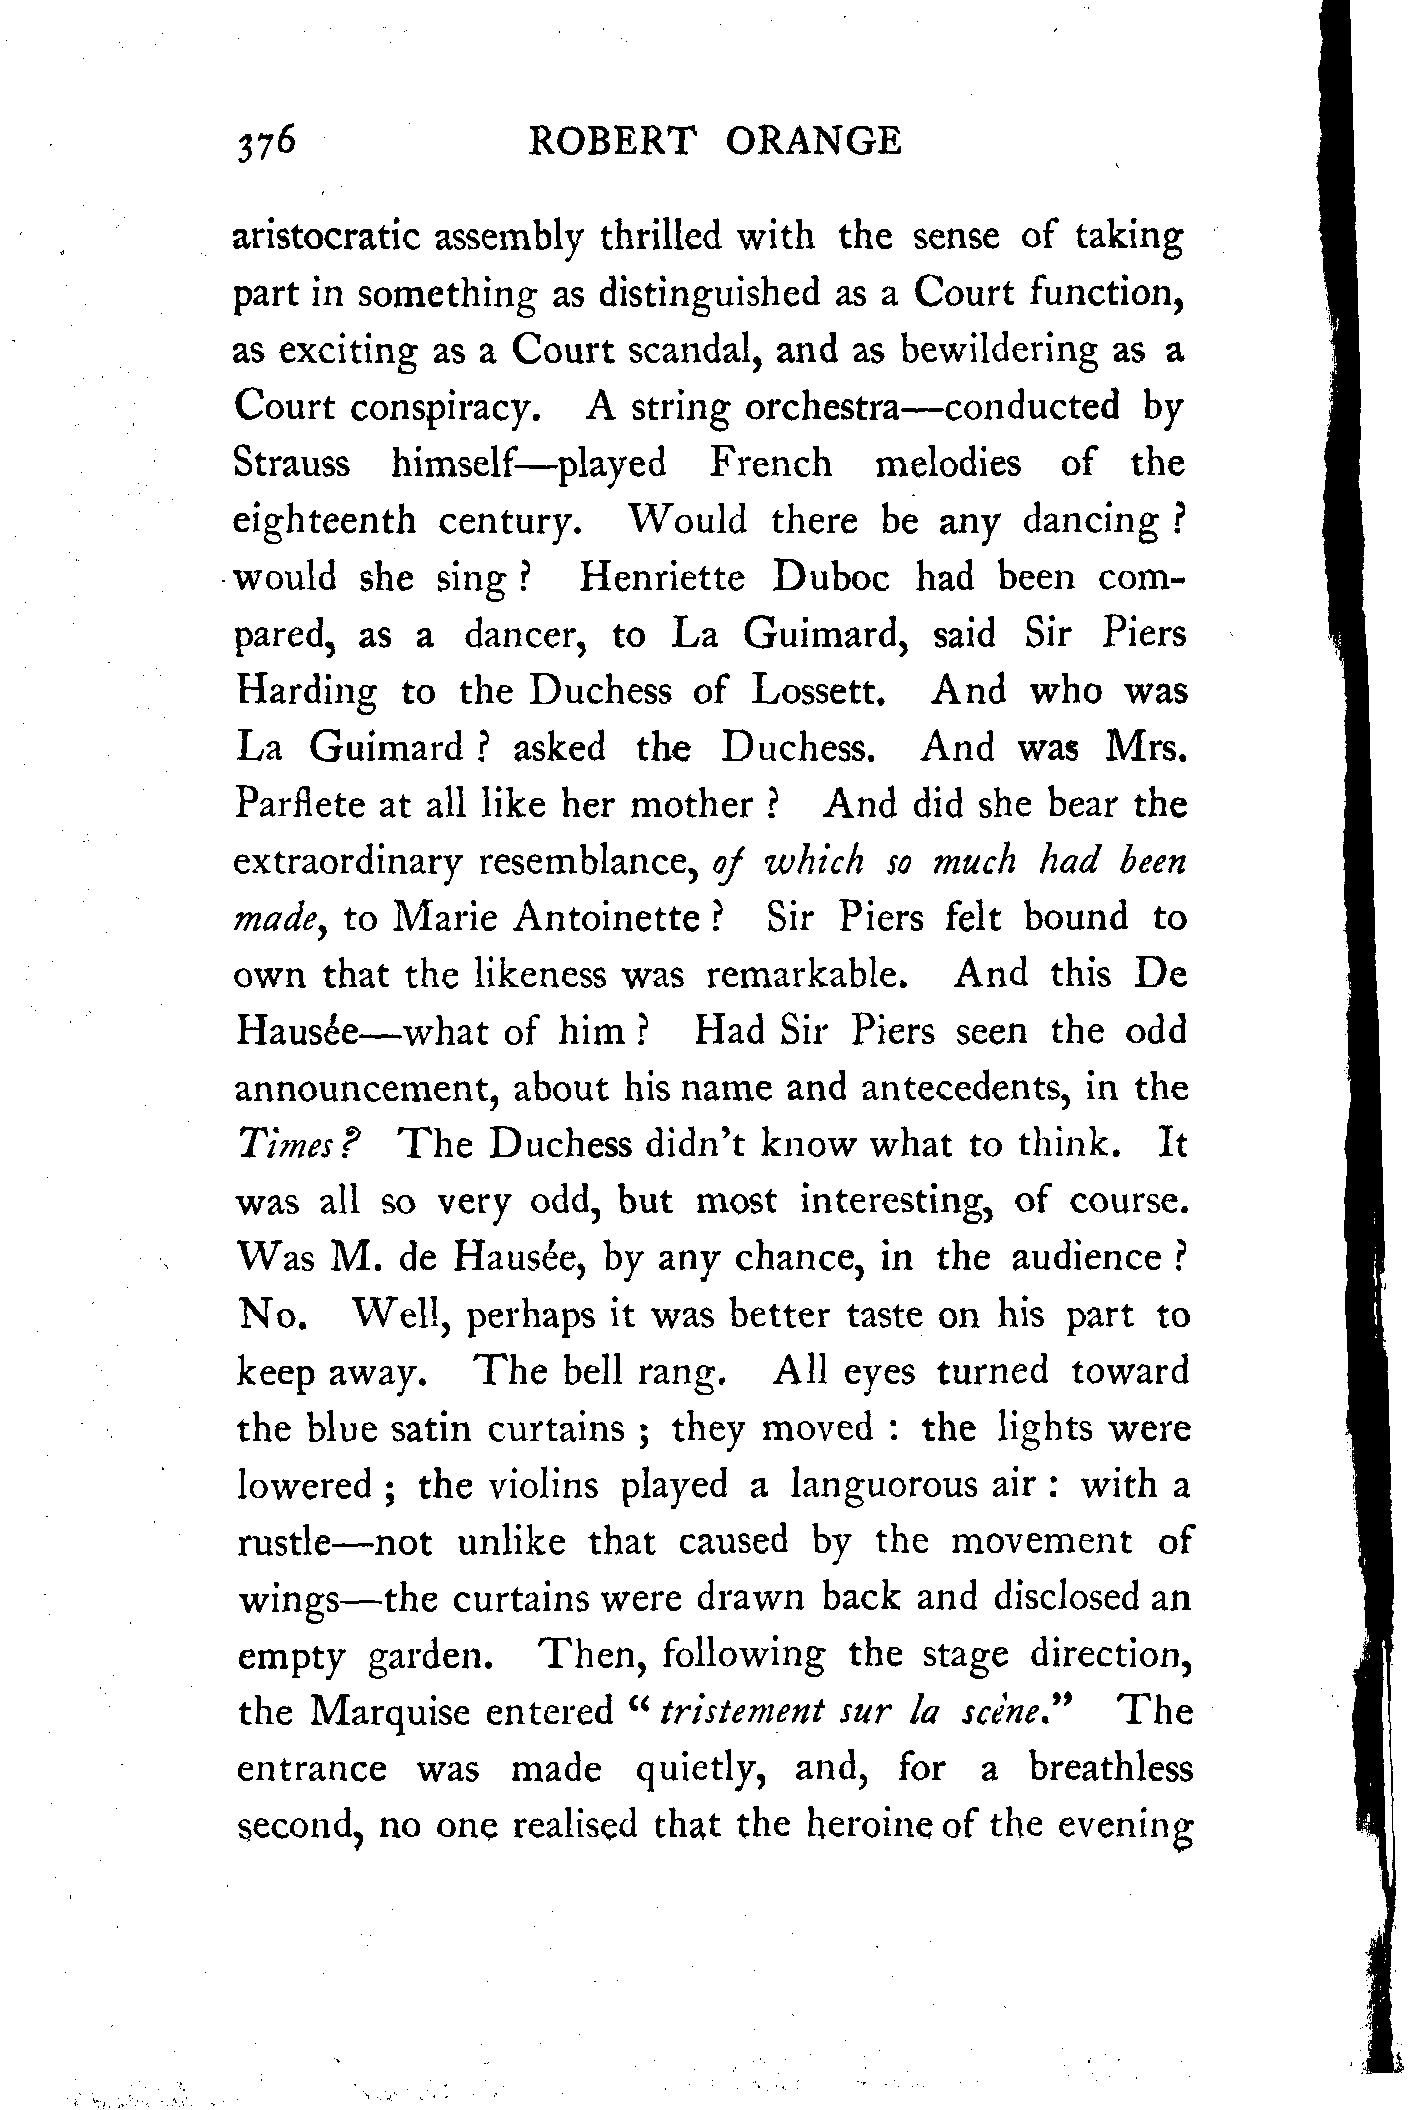 376 ROBERT ORANGE
aristocratic assembly thrilled with the sense of taking
part in something as distinguished as a Court function,
as exciting as a Court scandal, and as bewildering as a
Court conspiracy. A string orchestra—conducted by
Strauss himself—played French melodies of the
eighteenth century. Would there be any dancing ?
would she sing ? Henriette Duboc had been com-
pared, as a dancer, to La Guimard, said Sir Piers
Harding to the Duchess of Lossett. And who was
La Guimard ? asked the Duchess. And was Mrs.
Parflete at all like her mother ? And did she bear the
extraordinary resemblance, of which so much had been
made, to Marie Antoinette ? Sir Piers felt bound to
own that the likeness was remarkable. And this De
Hausée—what of him ? Had Sir Piers seen the odd
announcement, about his name and antecedents, in the
Times ? The Duchess didn't know what to think. It
was all so very odd, but most interesting, of course.
Was M. de Hausée, by any chance, in the audience ?
No. Well, perhaps it was better taste on his part to
keep away. The bell rang. All eyes turned toward
the blue satin curtains ; they moved : the lights were
lowered ; the violins played a languorous air : with a
rustle—not unlike that caused by the movement of
wings—the curtains were drawn back and disclosed an
empty garden. Then, following the stage direction,
the Marquise entered “ tristement sur la scène.” The
entrance was made quietly, and, for a breathless
second, no one realised that the heroine of the evening